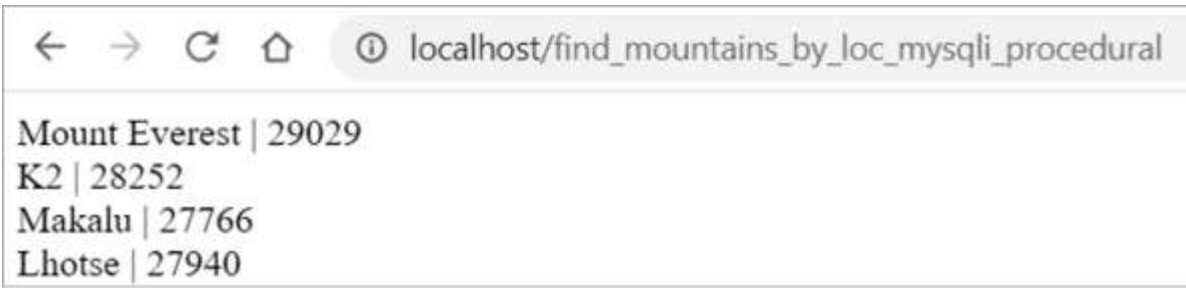 localhost/find_mountains_by_loc_mysqli_procedural
Mount Everest | 29029
K2 | 28252
Makalu | 27766
Lhotse | 27940